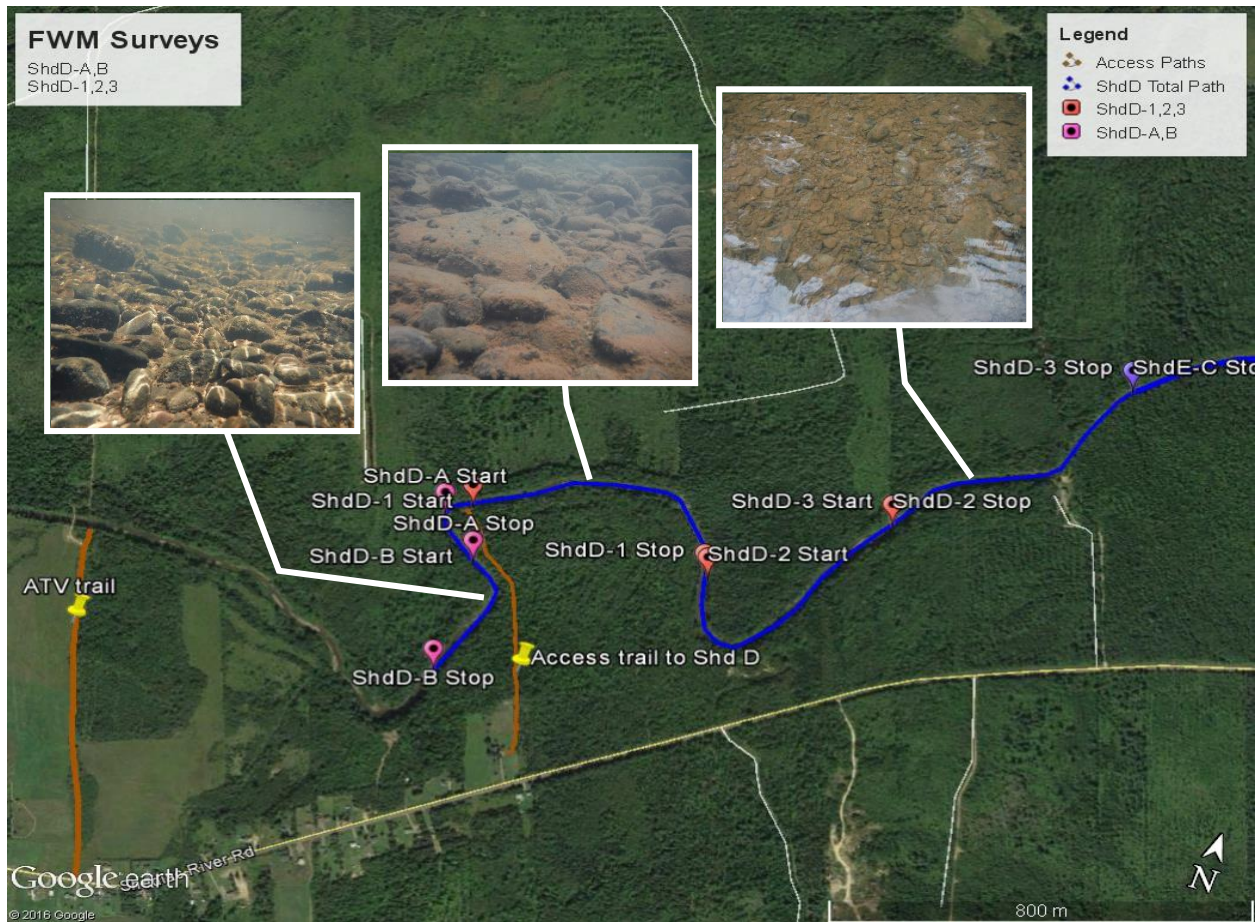 FWM Surveys
ShdD-A,B
ShdD-1,2,3
Legend
Access Paths
ShdD Total Path
ShdD-1,2,3
ShdD-A,B
ShdD-3 Stop
ShdE-C Sto
ShdD-A Start
ShdD-1 Start
ShdD-A Stop
ShdD-B Start
ShdD-3 Start
ShdD-2 Stop
ShdD-1 Stop
ShdD-2 Start
ATV trail
Access trail to Shd D
ShdD-B Stop
River Rd
Google earth
© 2016 Google
N
800 m